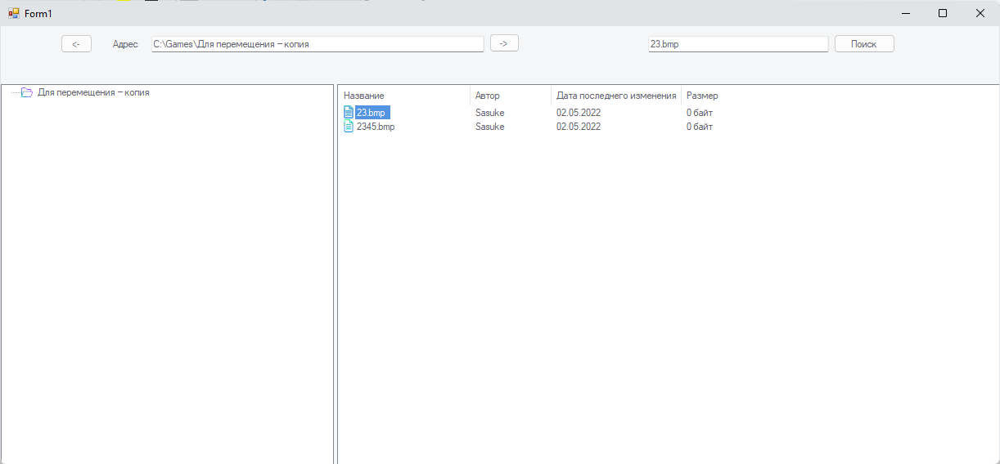 Form1
<- Адрес C:\Games\Для перемещения – копия -> 23.bmp Поиск
Для перемещения – копия
Название Автор Дата последнего изменения Размер
23.bmp Sasuke 02.05.2022 0 байт
2345.bmp Sasuke 02.05.2022 0 байт